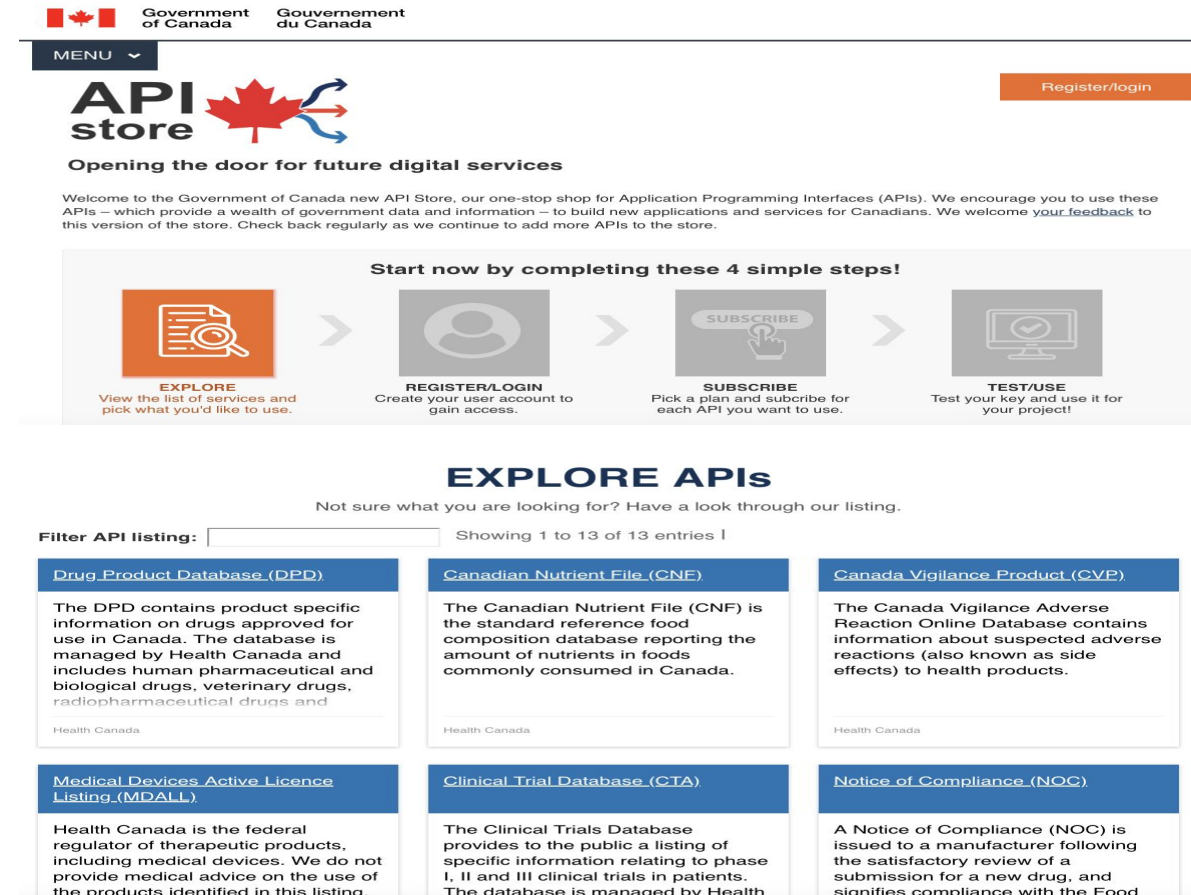 Government of Canada
Gouvernement du Canada
MENU
API store
Register/login
Opening the door for future digital services
Welcome to the Government of Canada new API Store, our one-stop shop for Application Programming Interfaces (APIs). We encourage you to use these
APIs – which provide a wealth of government data and information – to build new applications and services for Canadians. We welcome your feedback to
this version of the store. Check back regularly as we continue to add more APIs to the store.
Start now by completing these 4 simple steps!
EXPLORE
View the list of services and
pick what you'd like to use.
REGISTER/LOGIN
Create your user account to
gain access.
SUBSCRIBE
SUBSCRIBE
Pick a plan and subcribe for
each API you want to use.
TEST/USE
Test your key and use it for
your project!
EXPLORE APIs
Not sure what you are looking for? Have a look through our listing.
Filter API listing:
Showing 1 to 13 of 13 entries |
Drug Product Database (DPD)
The DPD contains product specific
information on drugs approved for
use in Canada. The database is
managed by Health Canada and
includes human pharmaceutical and
biological drugs, veterinary drugs,
radiopharmaceutical drugs and
Health Canada
Canadian Nutrient File (CNF)
The Canadian Nutrient File (CNF) is
the standard reference food
composition database reporting the
amount of nutrients in foods
commonly consumed in Canada.
Health Canada
Canada Vigilance Product (CVP)
The Canada Vigilance Adverse
Reaction Online Database contains
information about suspected adverse
reactions (also known as side
effects) to health products.
Health Canada
Medical Devices Active Licence
Listing (MDALL)
Health Canada is the federal
regulator of therapeutic products,
including medical devices. We do not
provide medical advice on the use of
the products identified in this listing.
Clinical Trial Database (CTA)
The Clinical Trials Database
provides to the public a listing of
specific information relating to phase
I, II and III clinical trials in patients.
The database is managed by Health
Notice of Compliance (NOC)
A Notice of Compliance (NOC) is
issued to a manufacturer following
the satisfactory review of a
submission for a new drug, and
signifies compliance with the Food